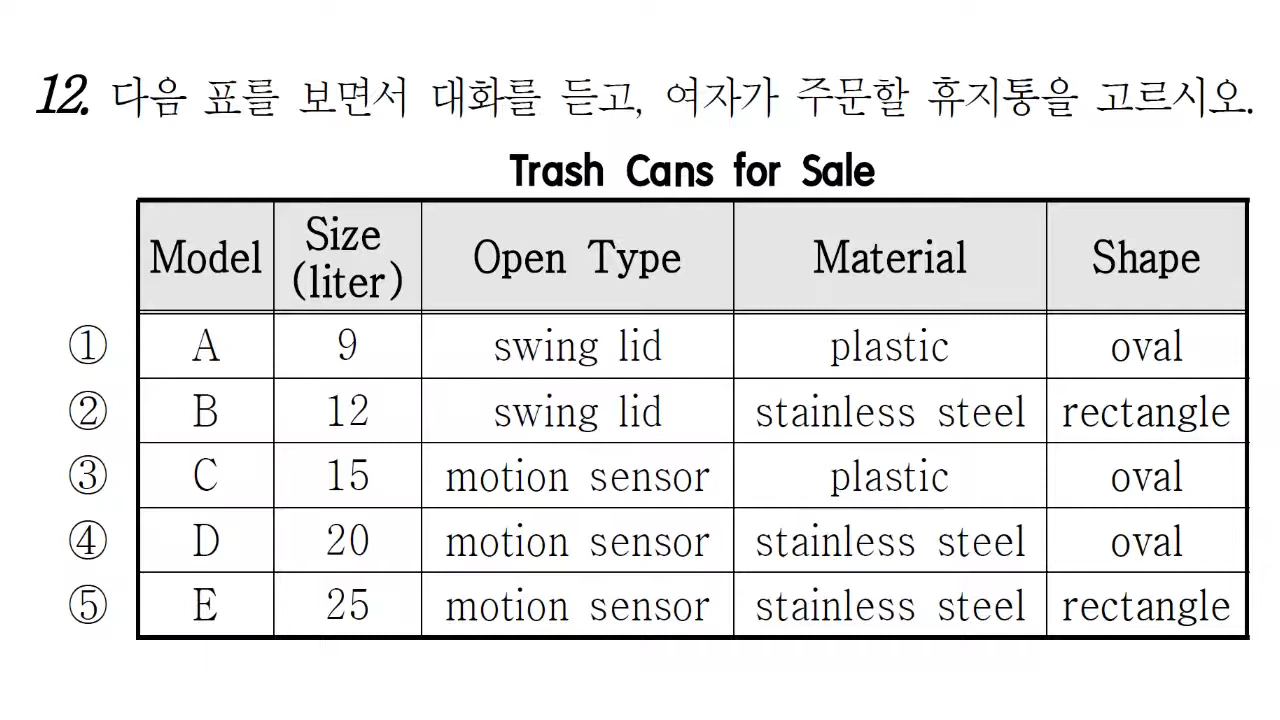 12. 다음 표를 보면서 대화를 듣고, 여자가 주문할 휴지통을 고르시오.
Trash Cans for Sale
Model Size (liter) Open Type Material Shape
① A 9 swing lid plastic oval
② B 12 swing lid stainless steel rectangle
③ C 15 motion sensor plastic oval
④ D 20 motion sensor stainless steel oval
⑤ E 25 motion sensor stainless steel rectangle